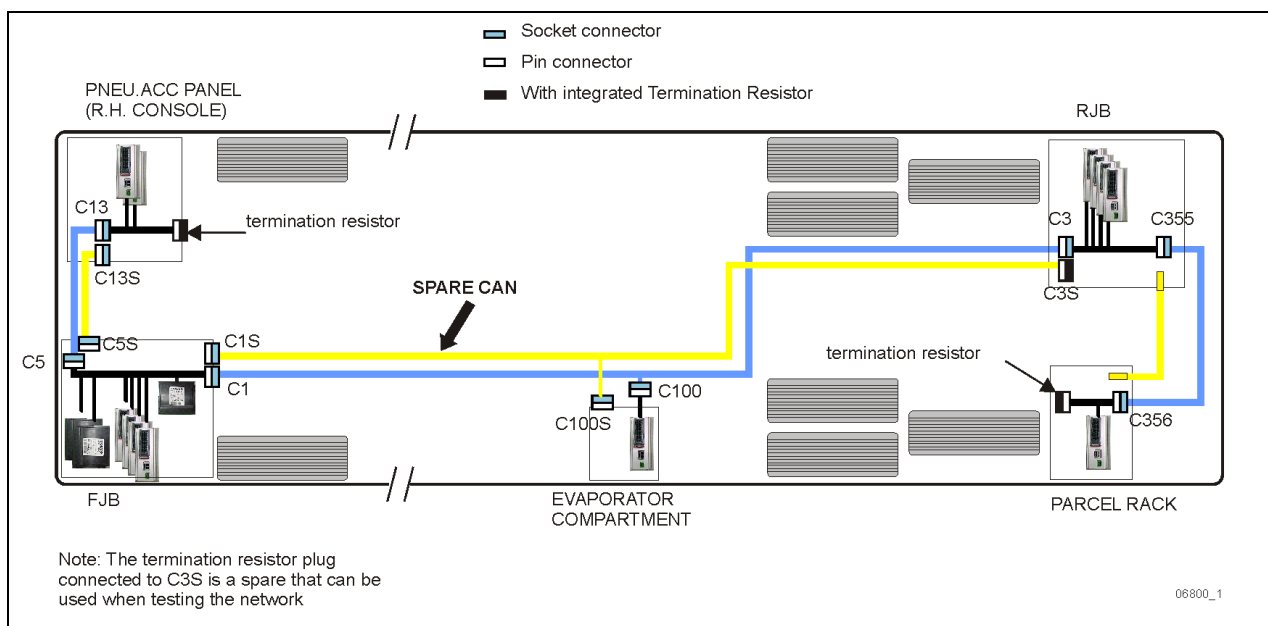 Socket connector
Pin connector
With integrated Termination Resistor
PNEU.ACC PANEL
(R.H. CONSOLE)
RJB
C13
termination resistor
C3
C355
C13S
C3S
SPARE CAN
C5
C5S
C1S
C1
termination resistor
C100
C100S
C356
FJB
EVAPORATOR
COMPARTMENT
PARCEL RACK
Note: The termination resistor plug
connected to C3S is a spare that can be
used when testing the network
06800_1